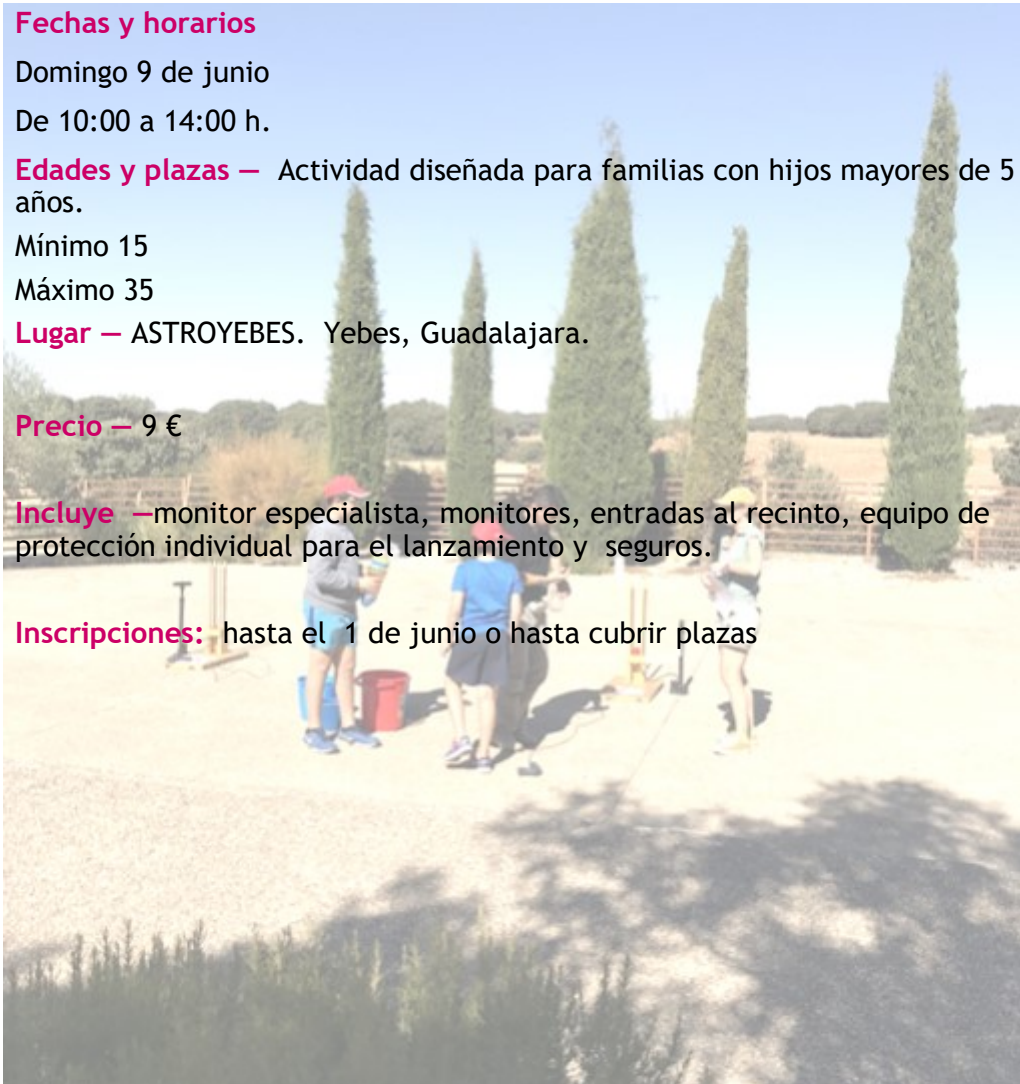 Fechas y horarios
Domingo 9 de junio
De 10:00 a 14:00 h.
Edades y plazas — Actividad diseñada para familias con hijos mayores de 5
años.
Mínimo 15
Máximo 35
Lugar — ASTROYEBES. Yebes, Guadalajara.
Precio — 9 €
Incluye —monitor especialista, monitores, entradas al recinto, equipo de
protección individual para el lanzamiento y seguros.
Inscripciones: hasta el 1 de junio o hasta cubrir plazas